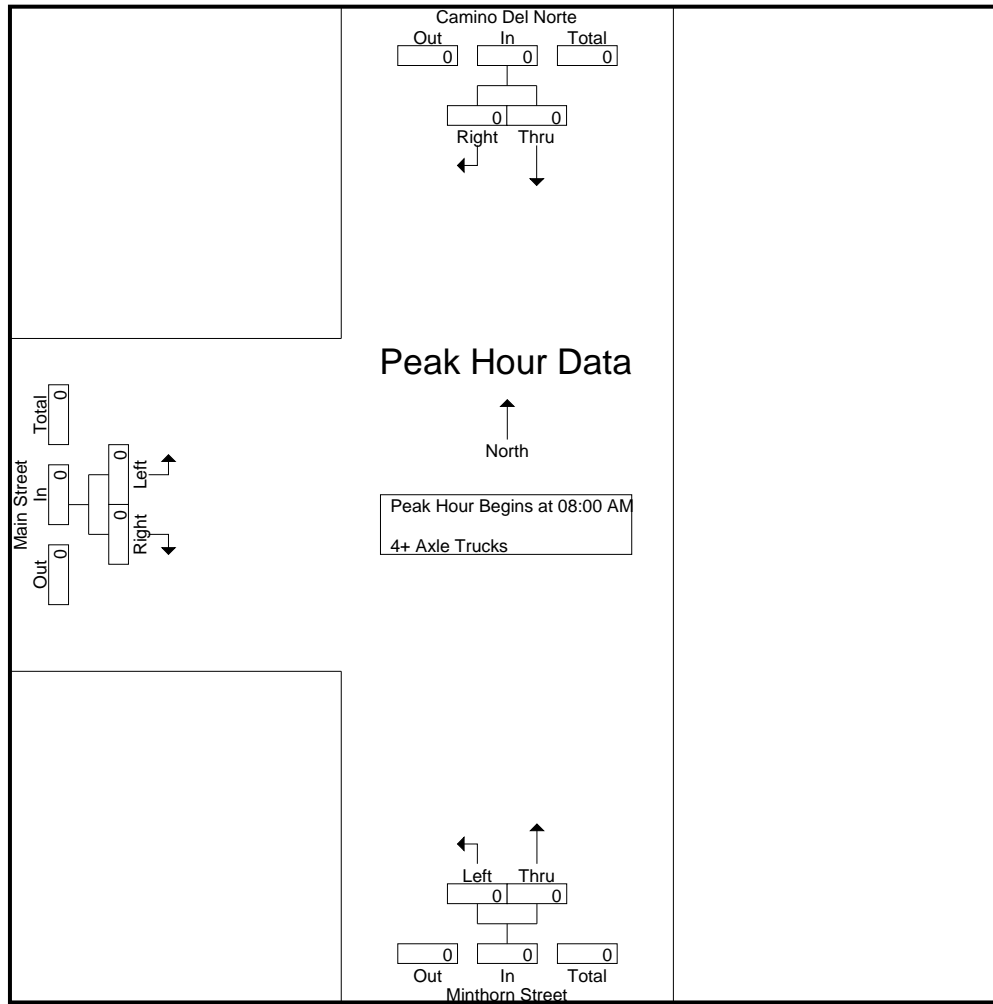 Camino Del Norte
Out In Total
0 0 0
0 0
Right Thru
Peak Hour Data
North
Peak Hour Begins at 08:00 AM
4+ Axle Trucks
Main Street
Out In Total
0 0 0
0 0
Right Left
Left Thru
0 0
0 0 0
Out In Total
Minthorn Street